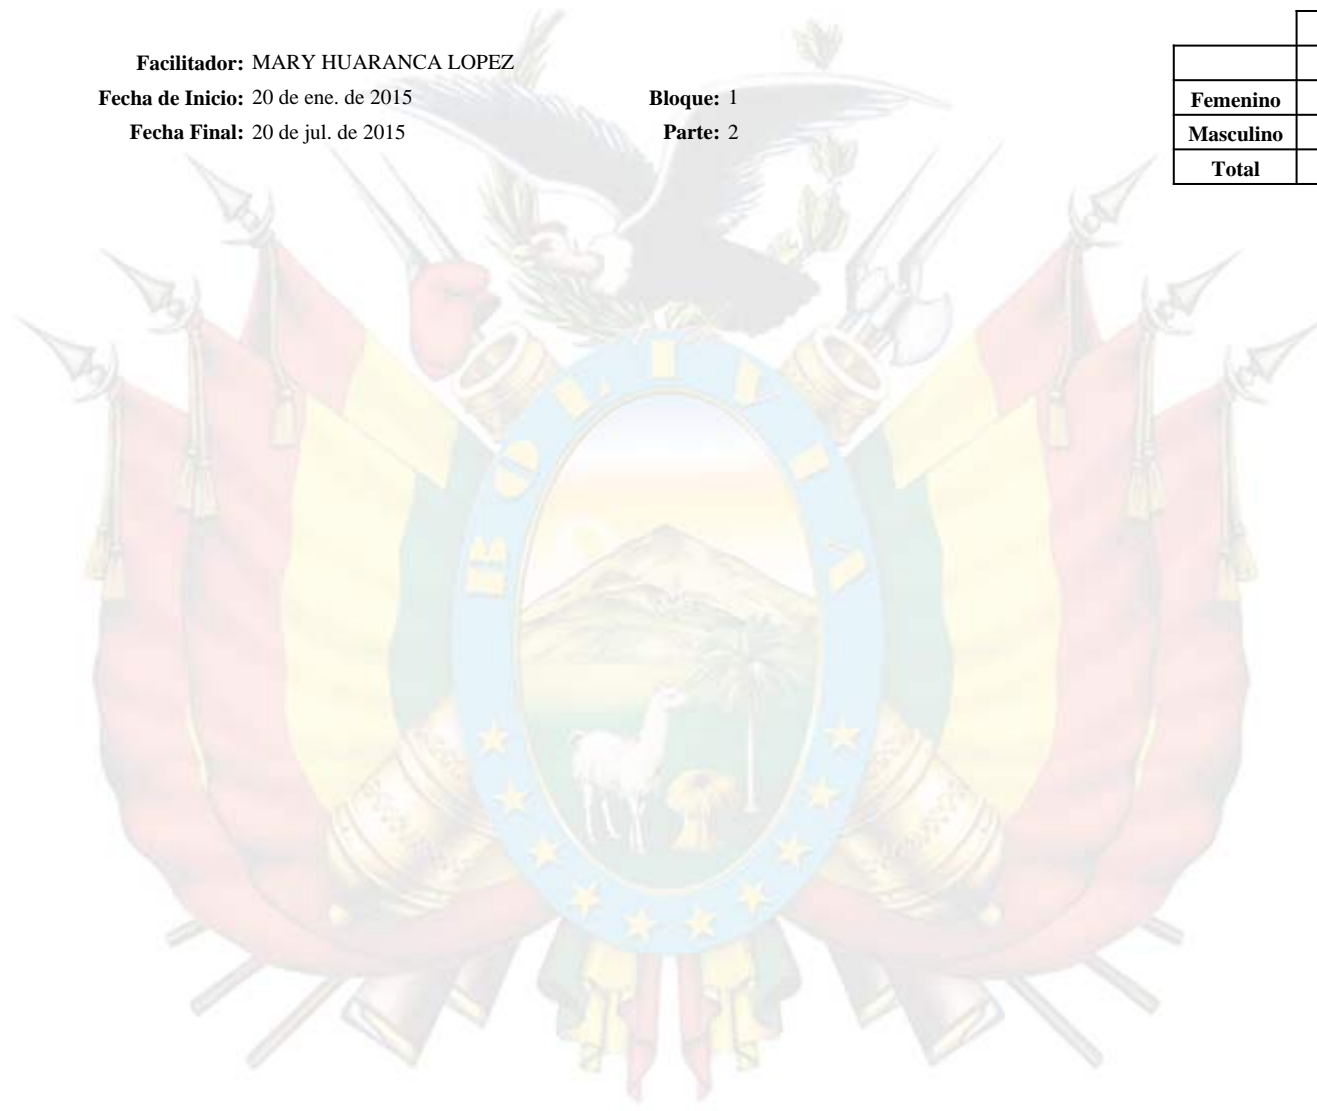 Facilitador: MARY HUARANCA LOPEZ
Fecha de Inicio: 20 de ene. de 2015 Bloque: 1
Fecha Final: 20 de jul. de 2015 Parte: 2
Femenino
Masculino
Total
BOLIVIA